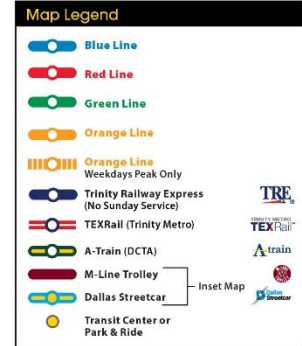 Map Legend
Blue Line
Red Line
Green Line
Orange Line
Orange Line
Weekdays Peak Only
Trinity Railway Express
(No Sunday Service)
TRE
TEXRail (Trinity Metro)
TRINITY METRO
TEXRail
A-Train (DCTA)
A-train
M-Line Trolley
Inset Map
Dallas Streetcar
Dallas
Streetcar
Transit Center or
Park & Ride